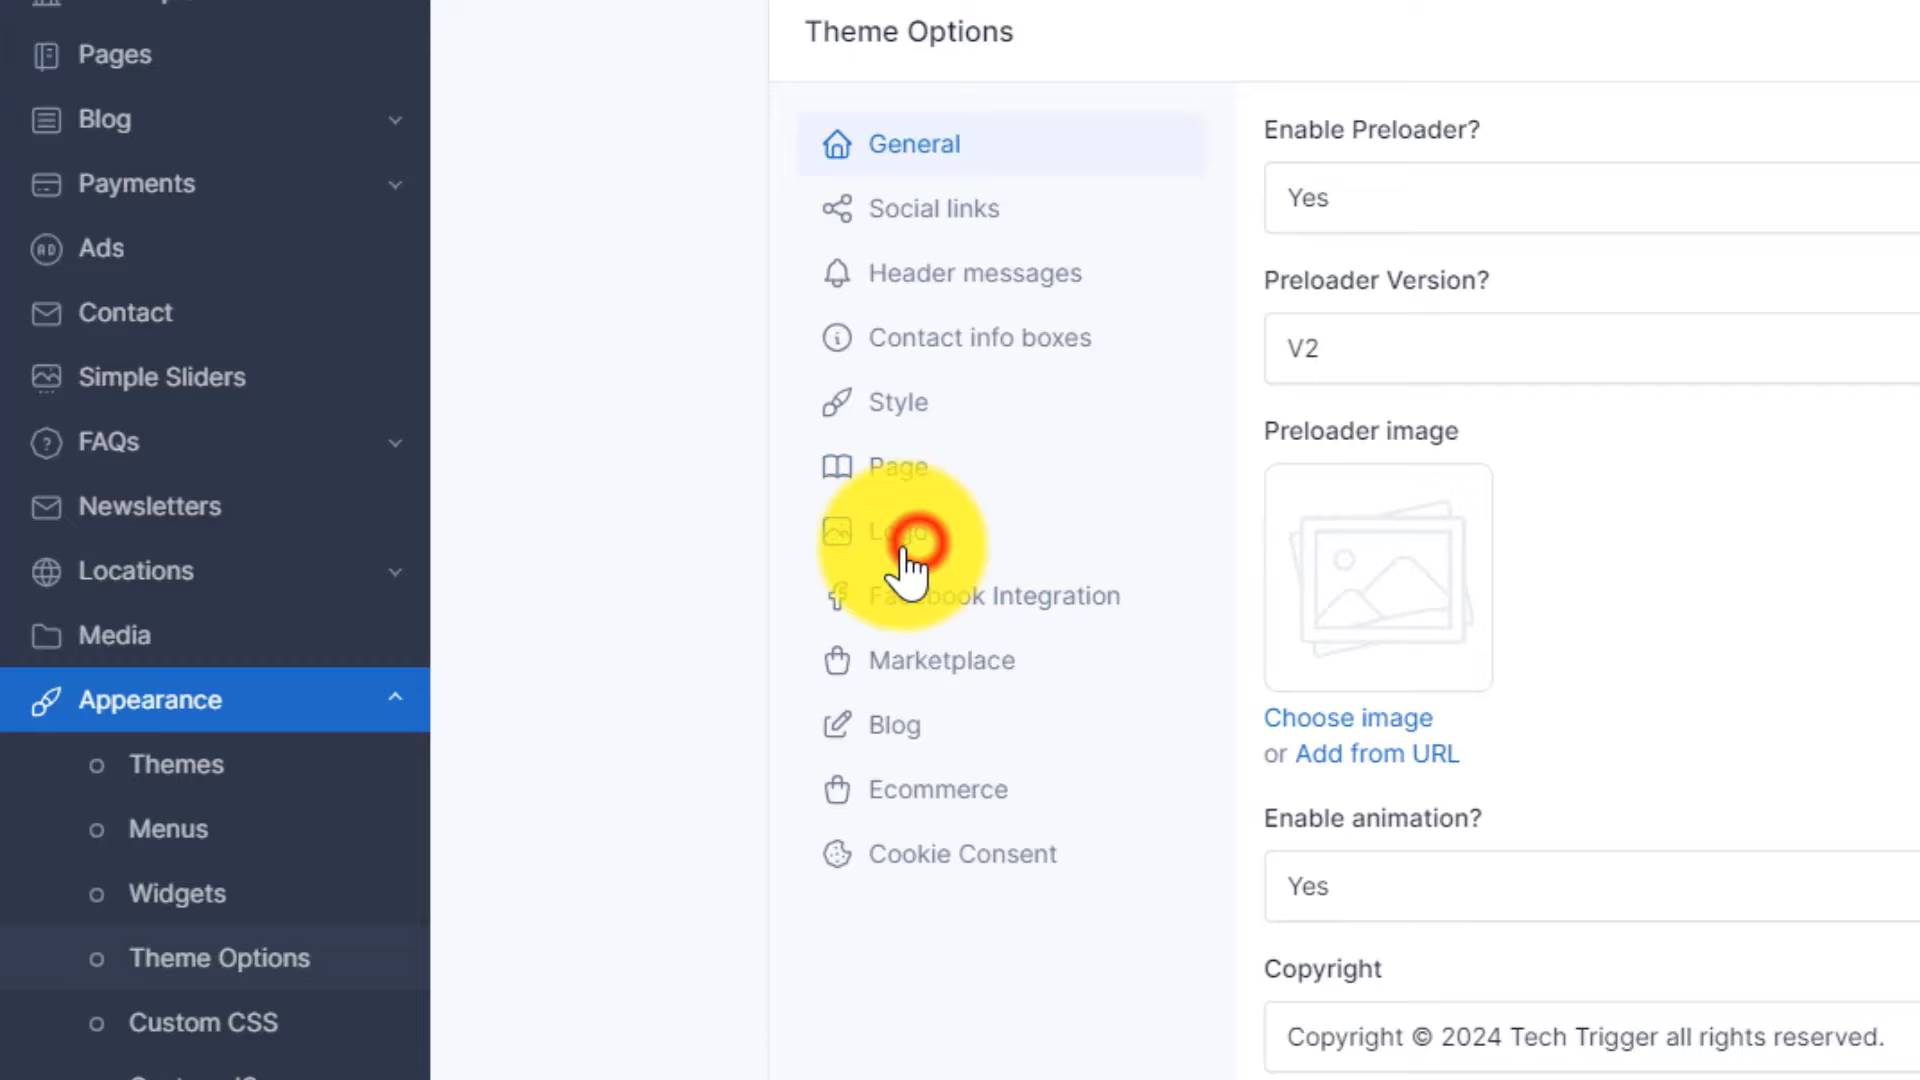 Pages
Blog
Payments
Ads
Contact
Simple Sliders
FAQs
Newsletters
Locations
Media
Appearance
Themes
Menus
Widgets
Theme Options
Custom CSS
Theme Options
General
Social links
Header messages
Contact info boxes
Style
Page
Logo
Facebook Integration
Marketplace
Blog
Ecommerce
Cookie Consent
Enable Preloader?
Yes
Preloader Version?
V2
Preloader image
Choose image
or Add from URL
Enable animation?
Yes
Copyright
Copyright © 2024 Tech Trigger all rights reserved.